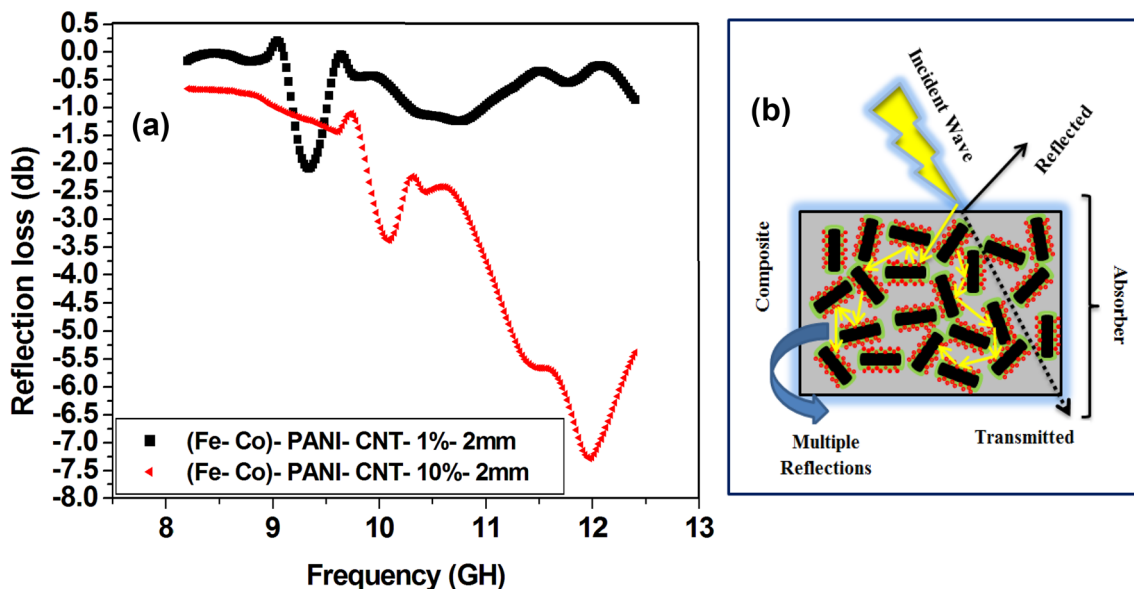 (a)
Reflection loss (db)
0.5
0.0
-0.5
-1.0
-1.5
-2.0
-2.5
-3.0
-3.5
-4.0
-4.5
-5.0
-5.5
-6.0
-6.5
-7.0
-7.5
-8.0
(Fe- Co)- PANI- CNT- 1%- 2mm
(Fe- Co)- PANI- CNT- 10%- 2mm
8 9 10 11 12 13
Frequency (GH)
(b)
Incident Wave
Reflected
Composite
Absorber
Multiple
Reflections
Transmitted